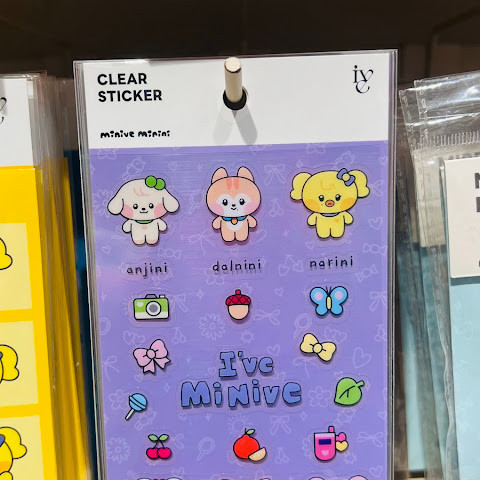 CLEAR
STICKER
ive
minive minini
anjini
dalnini
narini
I've
MiNive